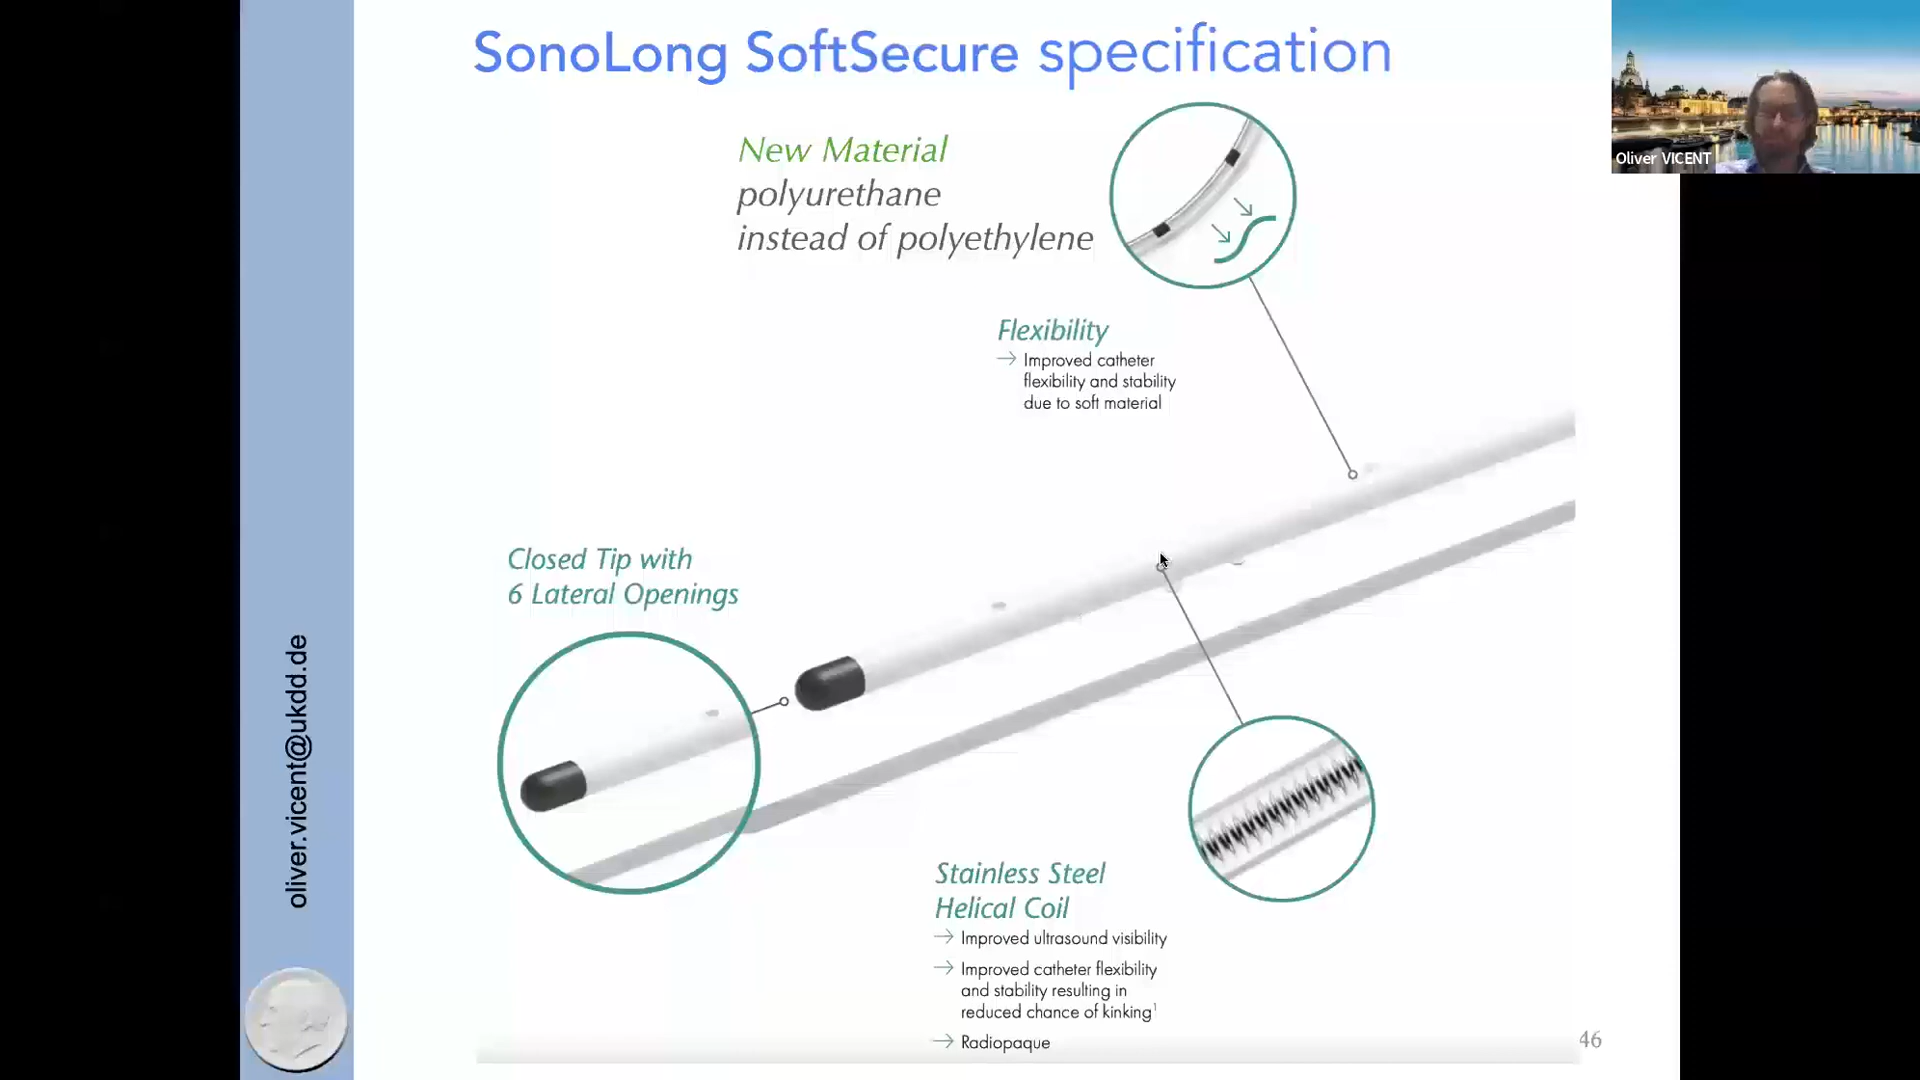 SonoLong SoftSecure specification
New Material
polyurethane
instead of polyethylene
Oliver VICENT
Flexibility
→ Improved catheter
flexibility and stability
due to soft material
Closed Tip with
6 Lateral Openings
Stainless Steel
Helical Coil
→ Improved ultrasound visibility
→ Improved catheter flexibility
and stability resulting in
reduced chance of kinking¹
→ Radiopaque
46
oliver.vicent@ukdd.de